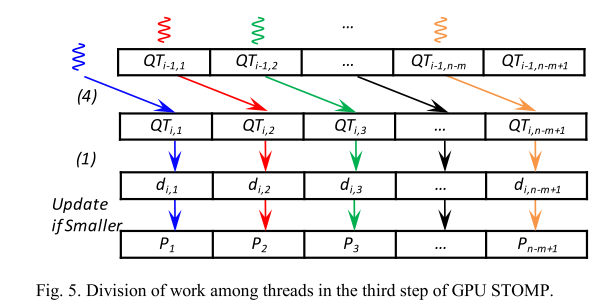 ...
QTi-1,1 QTi-1,2 ... QTi-1,n-m QTi-1,n-m+1
(4)
QTi,1 QTi,2 QTi,3 ... QTi,n-m+1
(1)
di,1 di,2 di,3 ... di,n-m+1
Update
if Smaller
P1 P2 P3 ... Pn-m+1
Fig. 5. Division of work among threads in the third step of GPU STOMP.